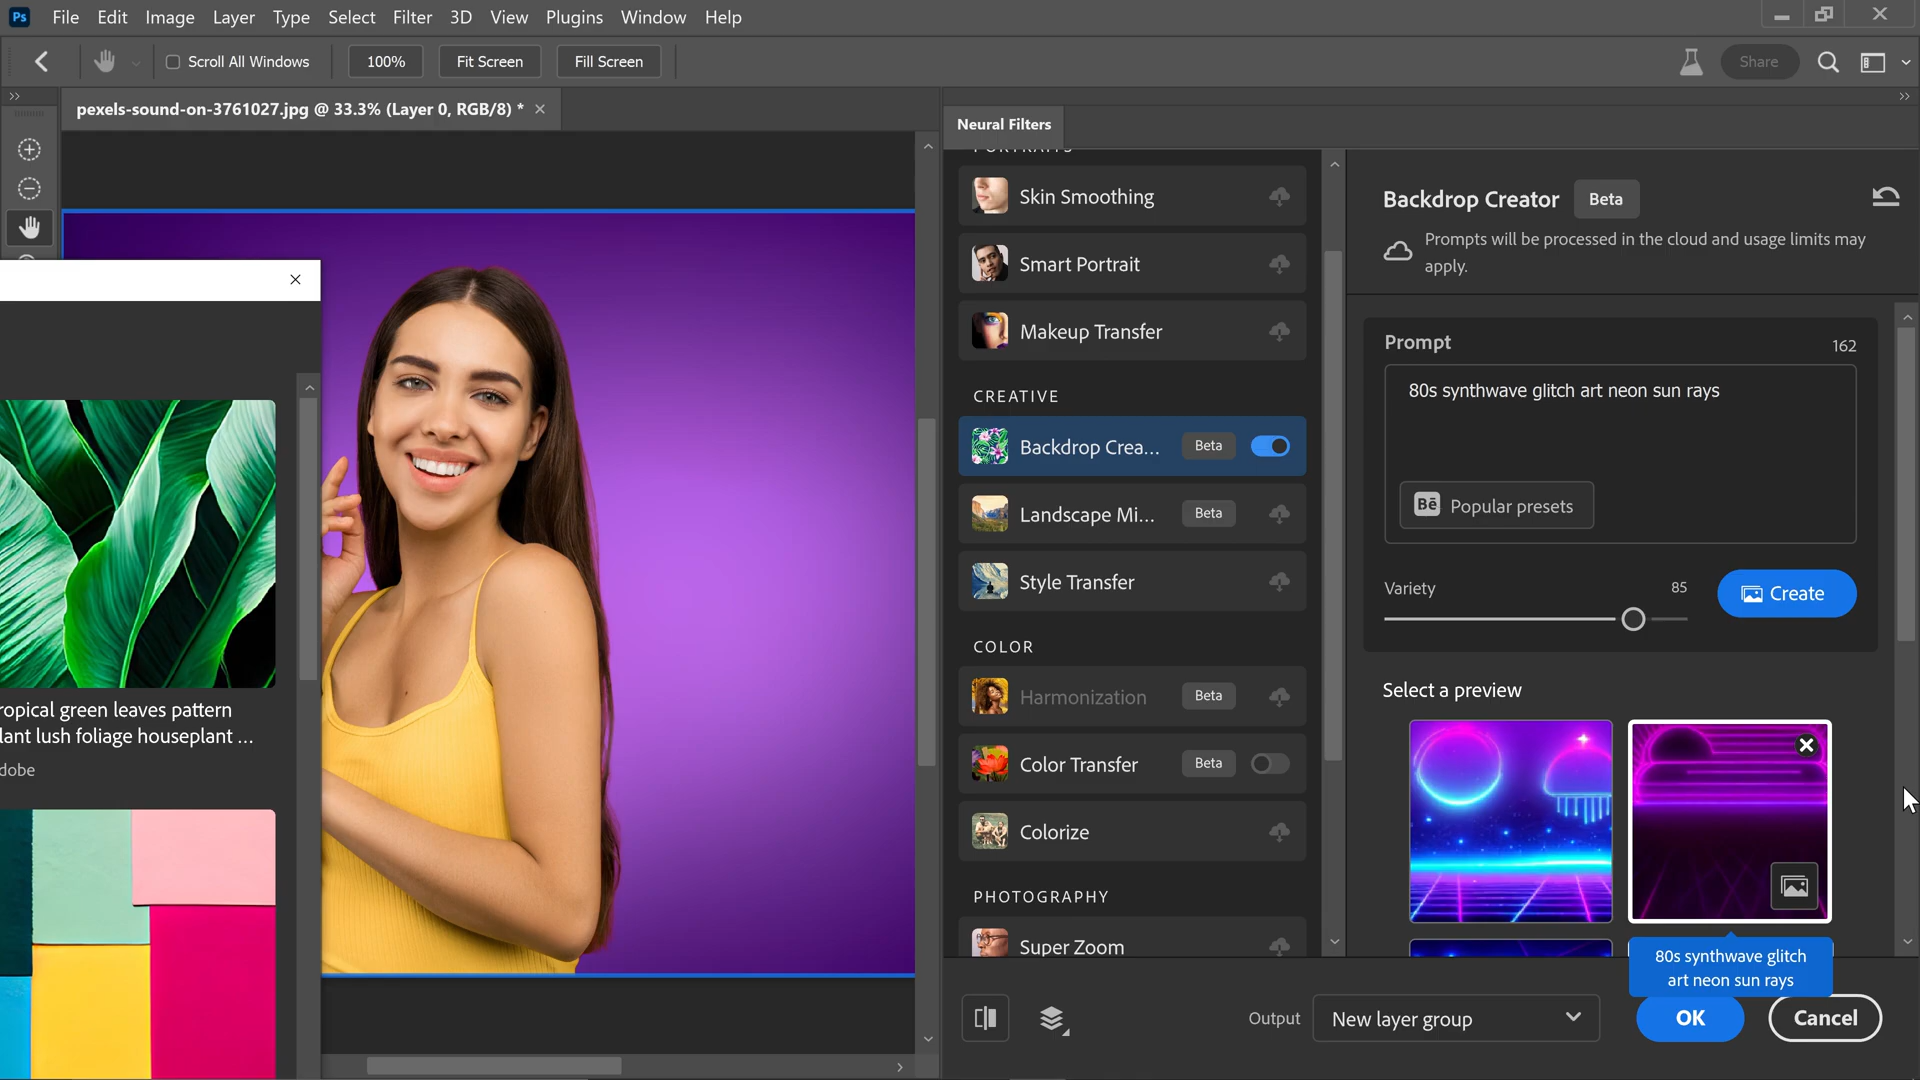 Ps File Edit Image Layer Type Select Filter 3D View Plugins Window Help
Scroll All Windows 100% Fit Screen Fill Screen Share
pexels-sound-on-3761027.jpg @ 33.3% (Layer 0, RGB/8) *
Neural Filters
PORTRAITS
Skin Smoothing
Smart Portrait
Makeup Transfer
CREATIVE
Backdrop Crea... Beta
Landscape Mi... Beta
Style Transfer
COLOR
Harmonization Beta
Color Transfer Beta
Colorize
PHOTOGRAPHY
Super Zoom
Backdrop Creator Beta
Prompts will be processed in the cloud and usage limits may
apply.
Prompt 162
80s synthwave glitch art neon sun rays
Bē Popular presets
Variety 85
Create
Select a preview
80s synthwave glitch
art neon sun rays
Output New layer group OK Cancel
ropical green leaves pattern
lant lush foliage houseplant ...
dobe